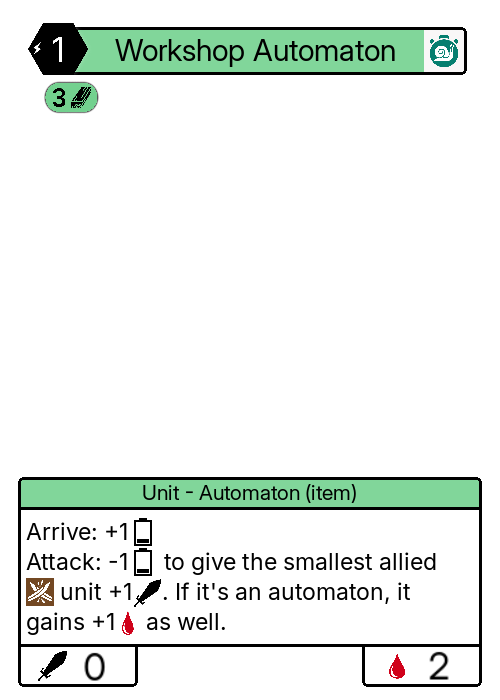 1 Workshop Automaton
3
Unit - Automaton (item)
Arrive: +1
Attack: -1 to give the smallest allied
unit +1. If it's an automaton, it
gains +1 as well.
0 2